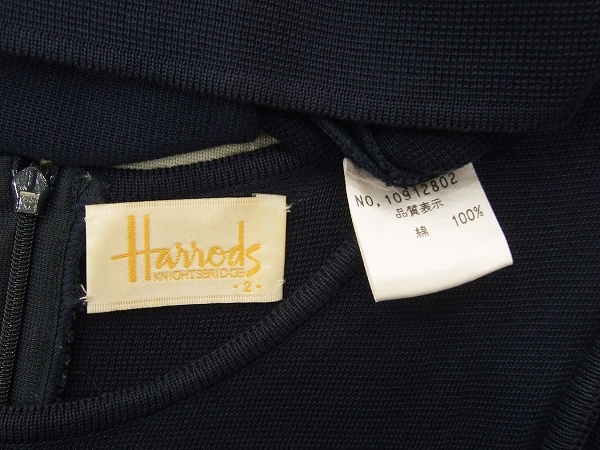 Harrods
KNIGHTSBRIDGE
- 2 -
NO,10912802
品質表示
綿 100%